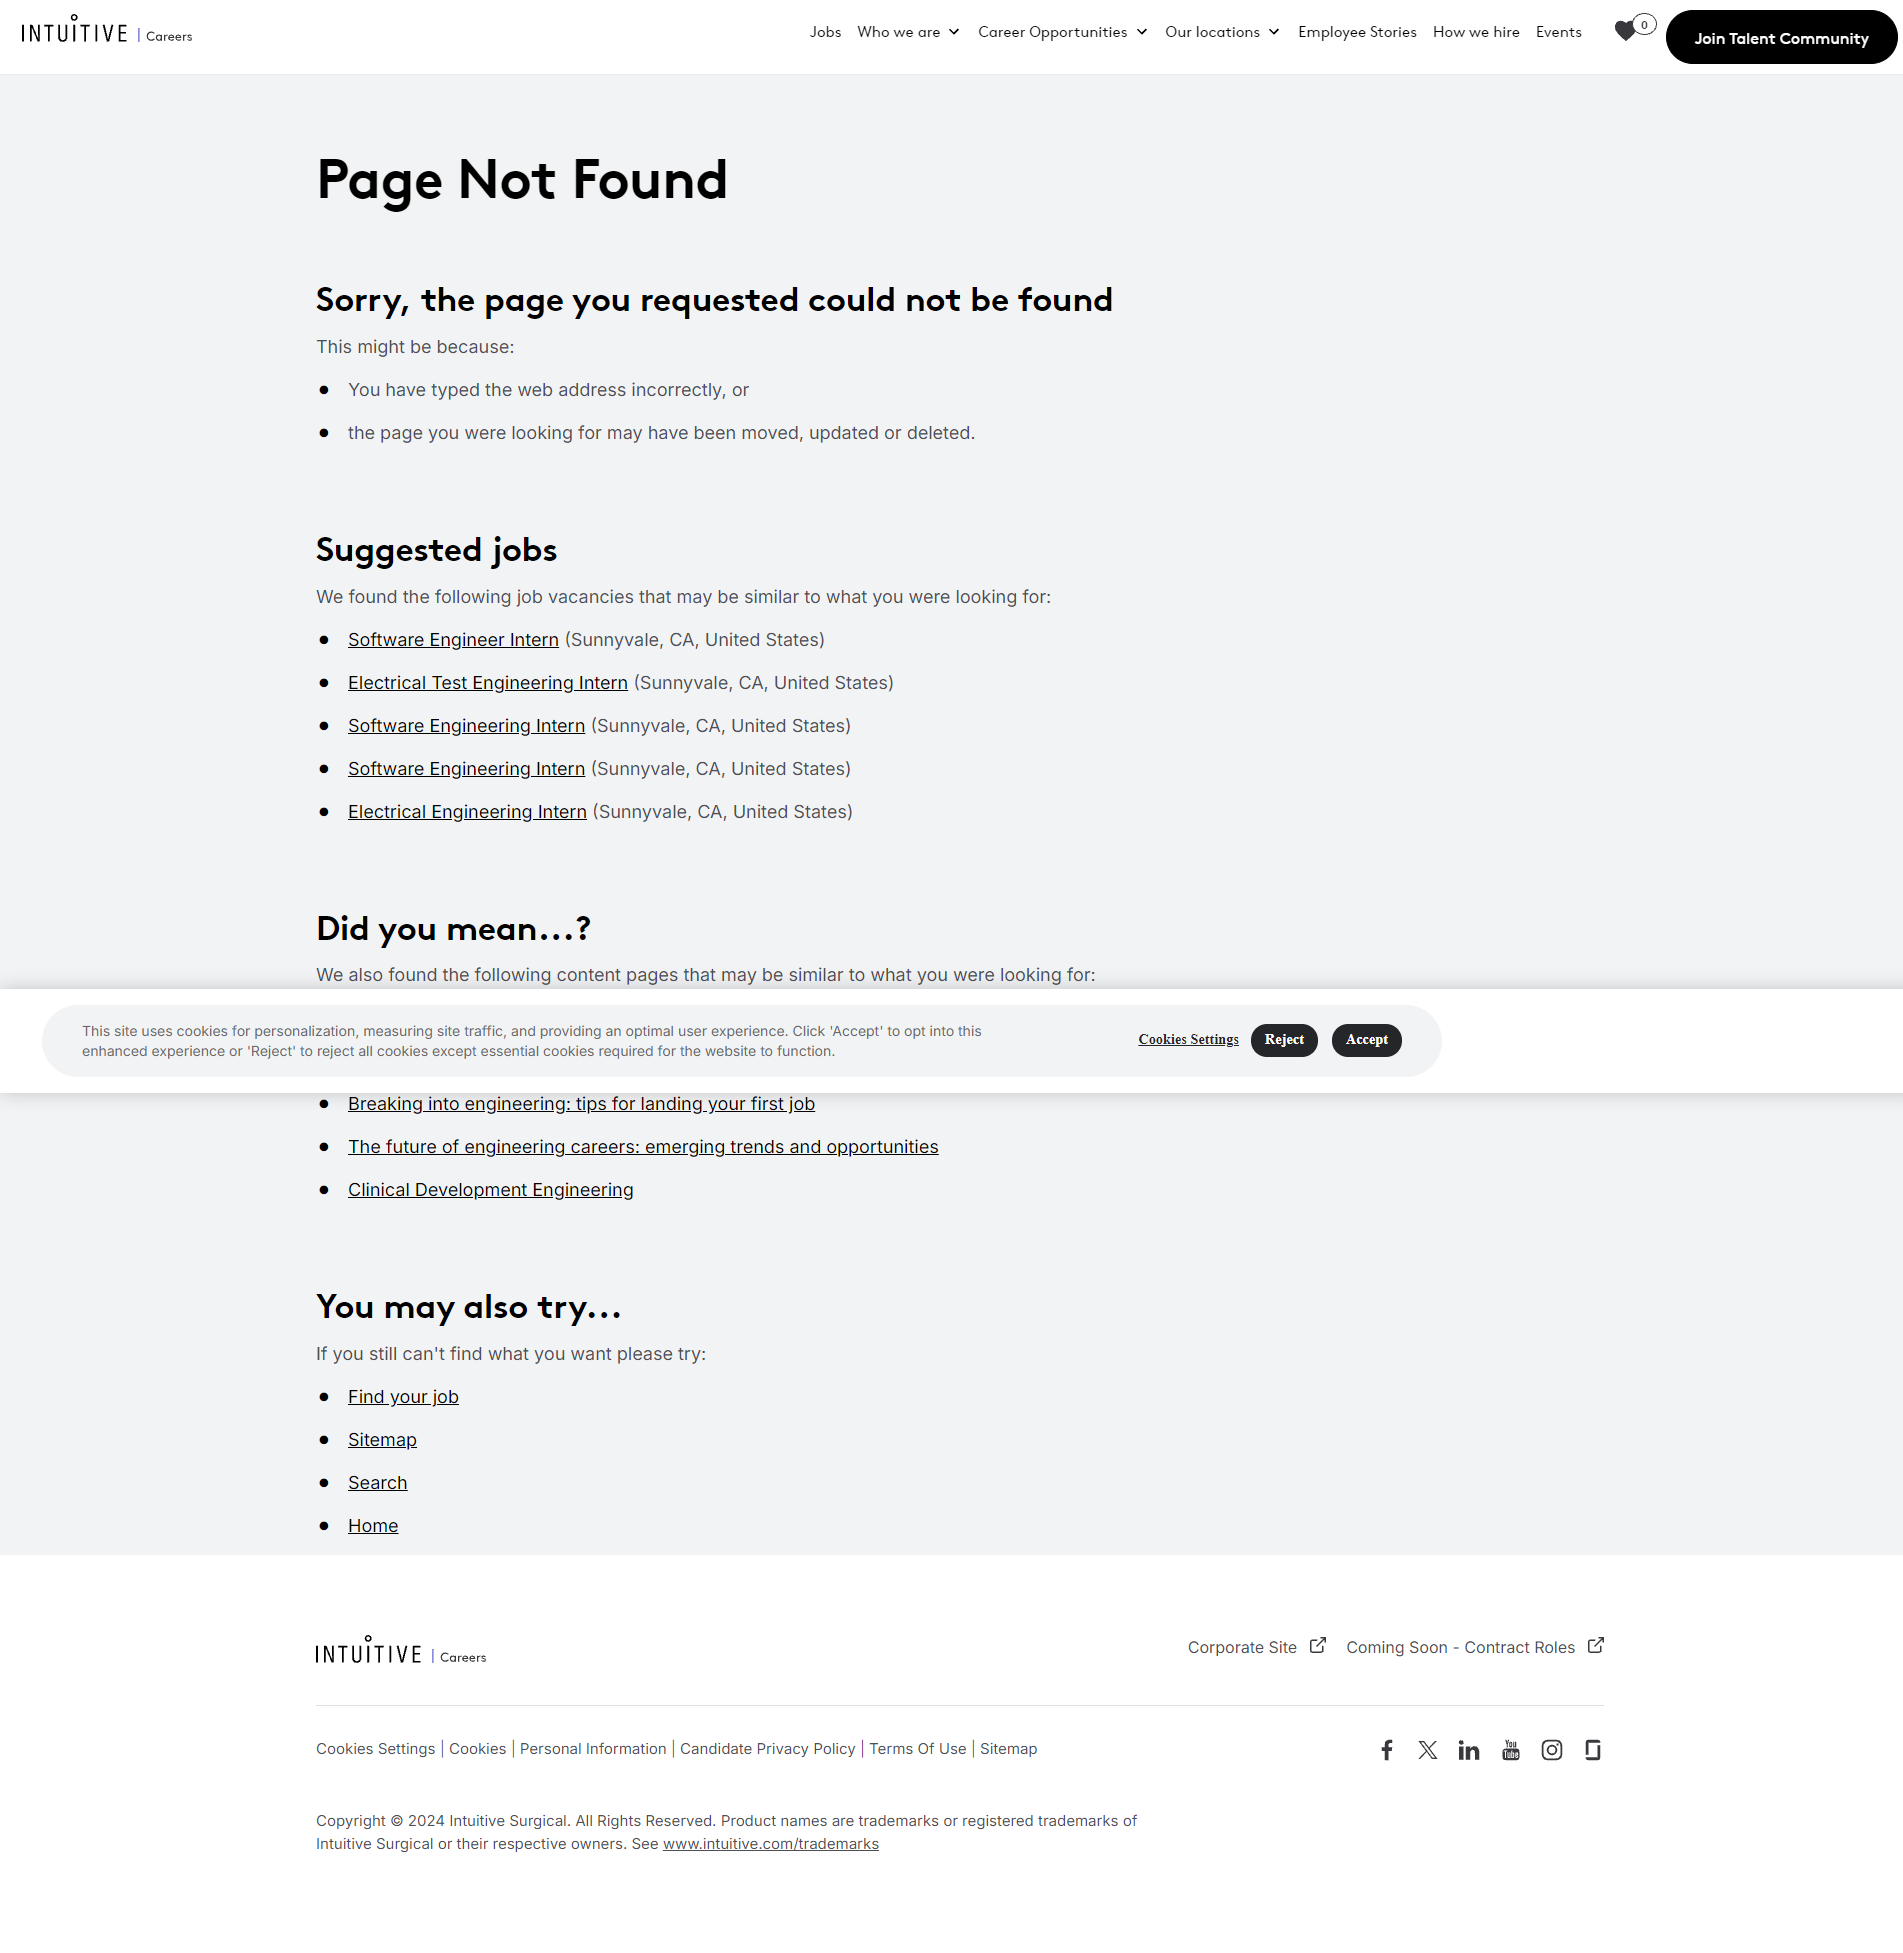 INTUITIVE | Careers
Jobs Who we are Career Opportunities Our locations Employee Stories How we hire Events 0 Join Talent Community
Page Not Found
Sorry, the page you requested could not be found
This might be because:
You have typed the web address incorrectly, or
the page you were looking for may have been moved, updated or deleted.
Suggested jobs
We found the following job vacancies that may be similar to what you were looking for:
Software Engineer Intern (Sunnyvale, CA, United States)
Electrical Test Engineering Intern (Sunnyvale, CA, United States)
Software Engineering Intern (Sunnyvale, CA, United States)
Software Engineering Intern (Sunnyvale, CA, United States)
Electrical Engineering Intern (Sunnyvale, CA, United States)
Did you mean...?
We also found the following content pages that may be similar to what you were looking for:
This site uses cookies for personalization, measuring site traffic, and providing an optimal user experience. Click 'Accept' to opt into this
enhanced experience or 'Reject' to reject all cookies except essential cookies required for the website to function.
Cookies Settings Reject Accept
Breaking into engineering: tips for landing your first job
The future of engineering careers: emerging trends and opportunities
Clinical Development Engineering
You may also try...
If you still can't find what you want please try:
Find your job
Sitemap
Search
Home
INTUITIVE | Careers
Corporate Site Coming Soon - Contract Roles
Cookies Settings | Cookies | Personal Information | Candidate Privacy Policy | Terms Of Use | Sitemap
You Tube
Copyright © 2024 Intuitive Surgical. All Rights Reserved. Product names are trademarks or registered trademarks of
Intuitive Surgical or their respective owners. See www.intuitive.com/trademarks